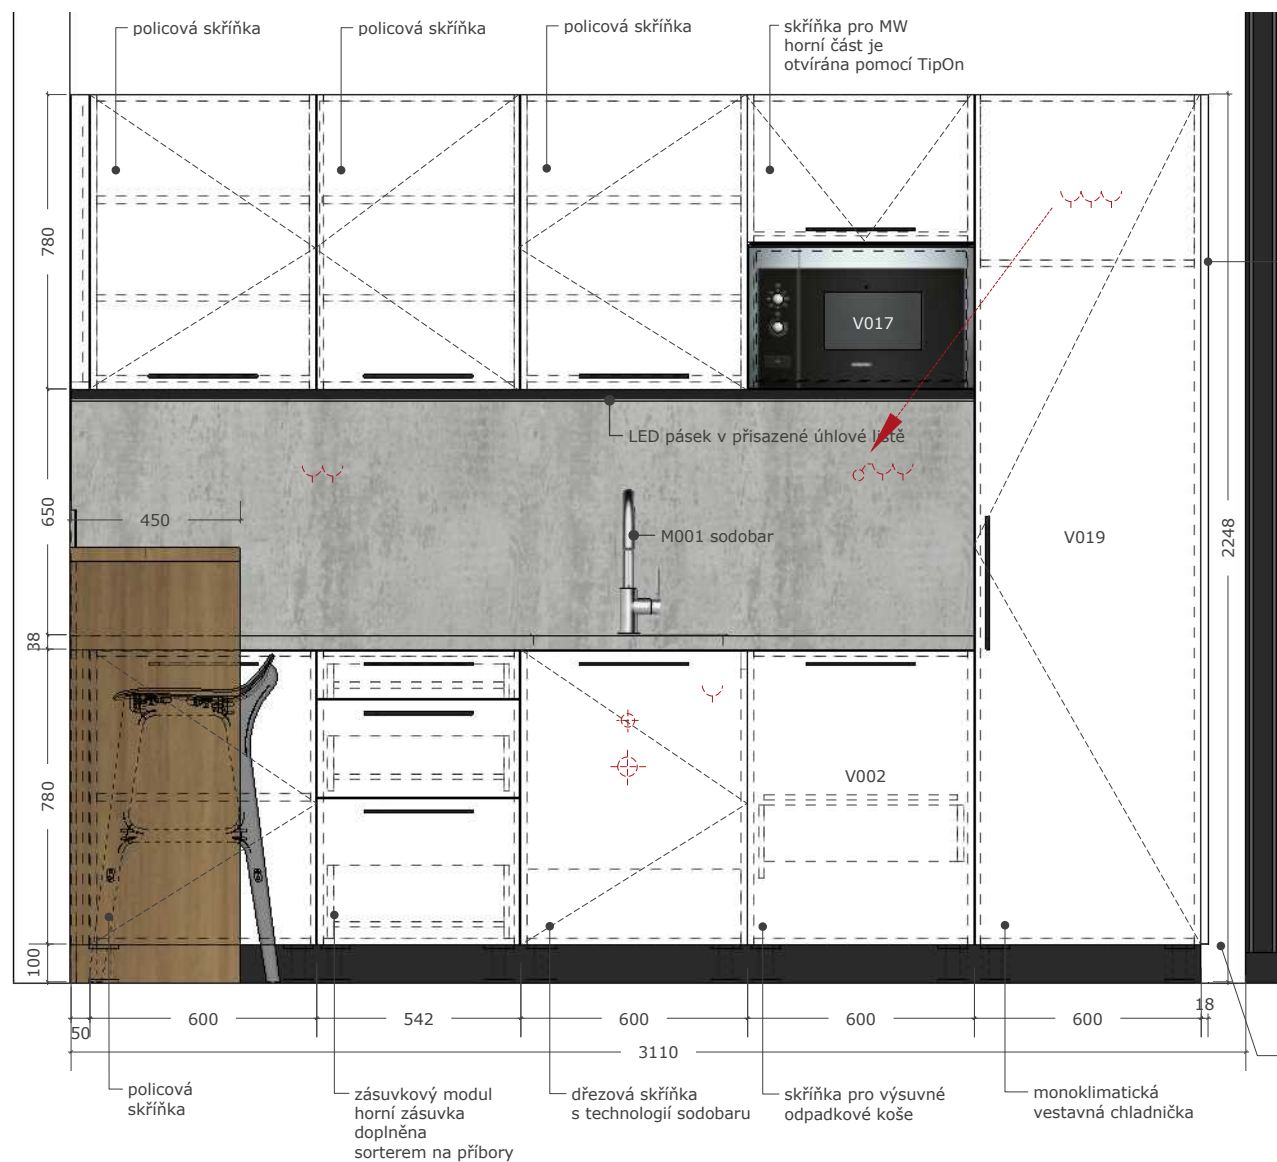 policová skříňka
policová skříňka
policová skříňka
skříňka pro MW
horní část je
otvírána pomocí TipOn
780
V017
LED pásek v přisazené úhlové liště
650
450
M001 sodobar
V019
2248
38
780
V002
100
50
600
542
600
600
600
18
3110
policová
skříňka
zásuvkový modul
horní zásuvka
doplněna
sorterem na příbory
dřezová skříňka
s technologií sodobaru
skříňka pro výsuvné
odpadkové koše
monoklimatická
vestavná chladnička